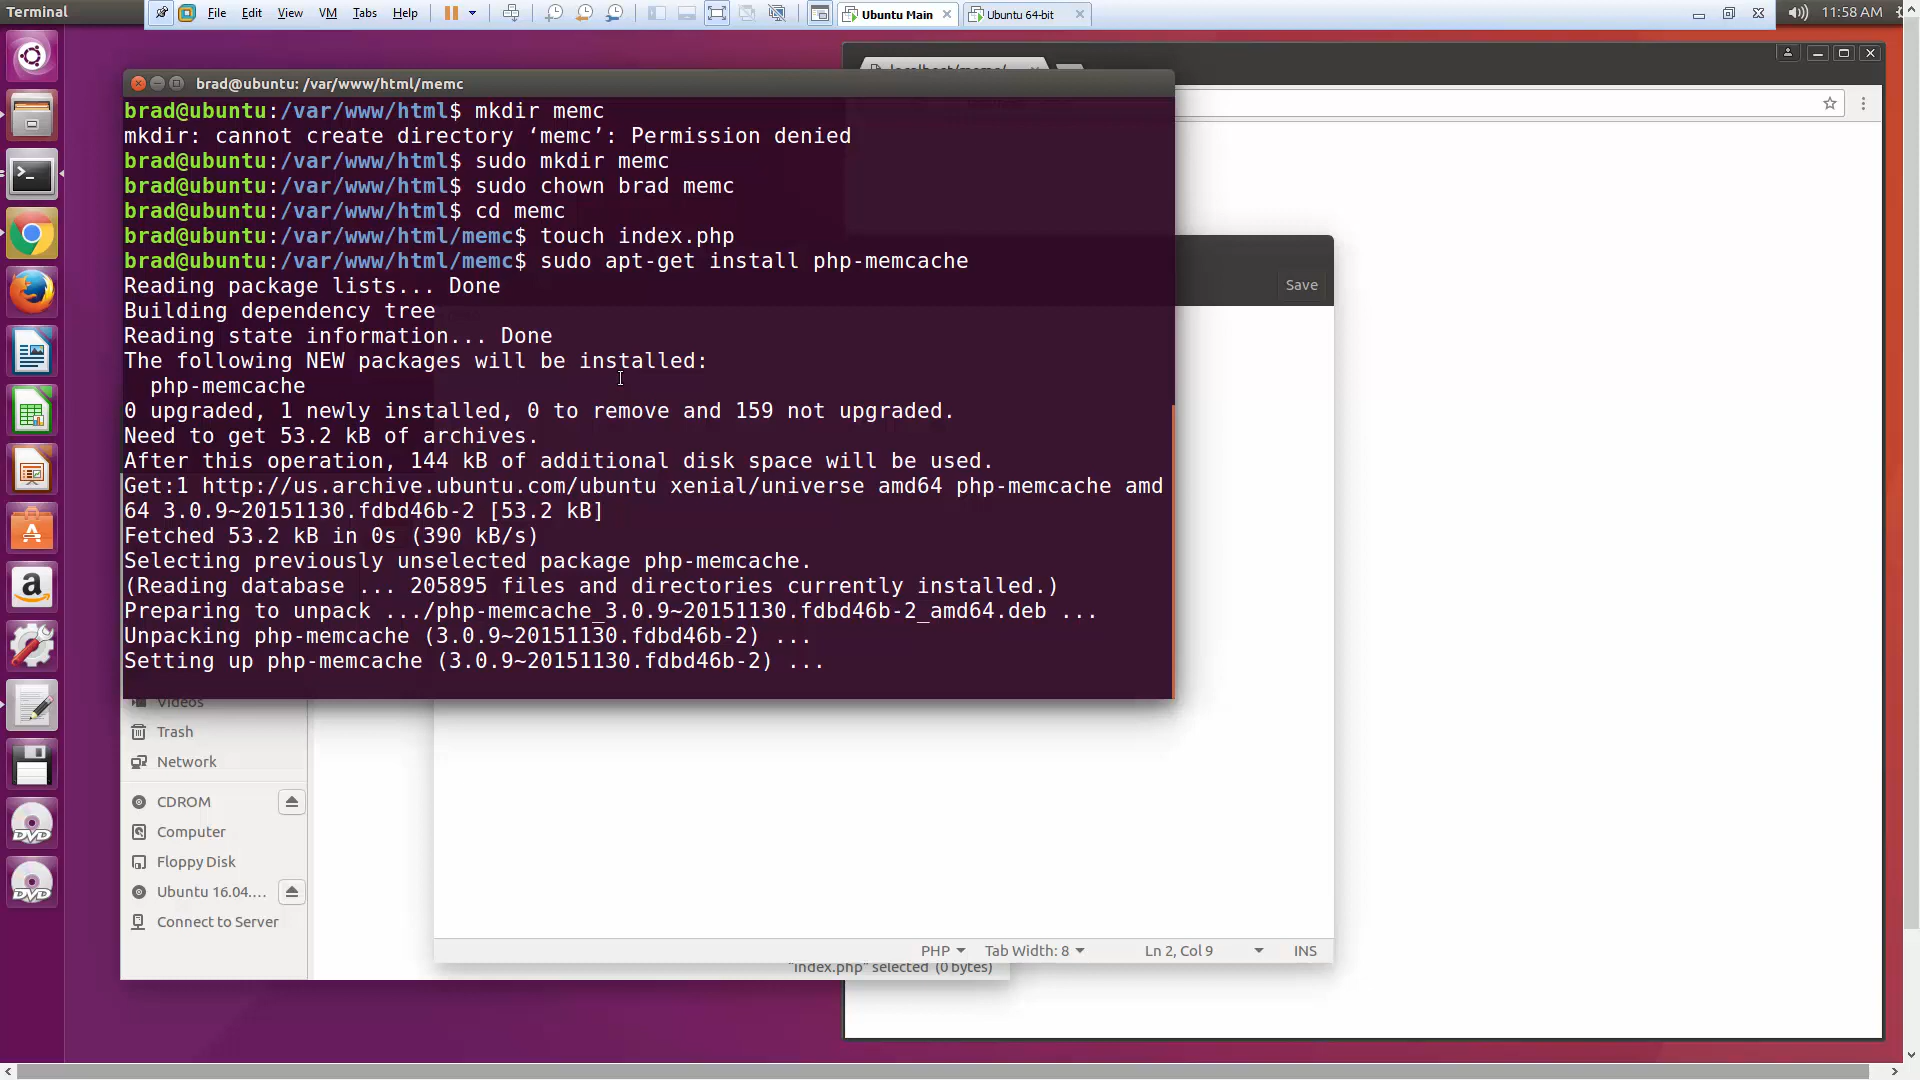 Terminal
File Edit View VM Tabs Help
Ubuntu Main
Ubuntu 64-bit
11:58 AM
brad@ubuntu: /var/www/html/memc
brad@ubuntu:/var/www/html$ mkdir memc
mkdir: cannot create directory ‘memc’: Permission denied
brad@ubuntu:/var/www/html$ sudo mkdir memc
brad@ubuntu:/var/www/html$ sudo chown brad memc
brad@ubuntu:/var/www/html$ cd memc
brad@ubuntu:/var/www/html/memc$ touch index.php
brad@ubuntu:/var/www/html/memc$ sudo apt-get install php-memcache
Reading package lists... Done
Building dependency tree
Reading state information... Done
The following NEW packages will be installed:
php-memcache
0 upgraded, 1 newly installed, 0 to remove and 159 not upgraded.
Need to get 53.2 kB of archives.
After this operation, 144 kB of additional disk space will be used.
Get:1 http://us.archive.ubuntu.com/ubuntu xenial/universe amd64 php-memcache amd
64 3.0.9~20151130.fdbd46b-2 [53.2 kB]
Fetched 53.2 kB in 0s (390 kB/s)
Selecting previously unselected package php-memcache.
(Reading database ... 205895 files and directories currently installed.)
Preparing to unpack .../php-memcache_3.0.9~20151130.fdbd46b-2_amd64.deb ...
Unpacking php-memcache (3.0.9~20151130.fdbd46b-2) ...
Setting up php-memcache (3.0.9~20151130.fdbd46b-2) ...
Save
Videos
Trash
Network
CDROM
Computer
Floppy Disk
Ubuntu 16.04....
Connect to Server
PHP
Tab Width: 8
Ln 2, Col 9
INS
"index.php" selected (0 bytes)